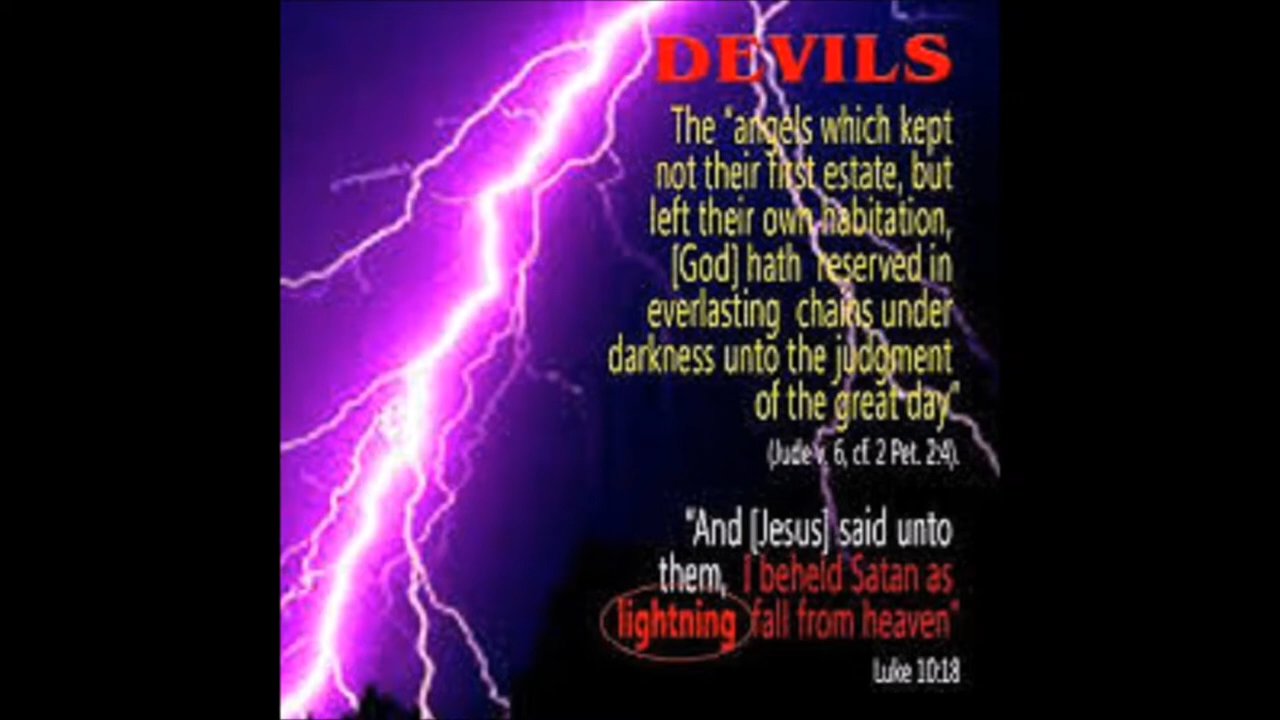 DEVILS
The "angels which kept
not their first estate, but
left their own habitation,
[God] hath reserved in
everlasting chains under
darkness unto the judgment
of the great day"
(Jude v. 6, cf. 2 Pet. 2:4).
"And [Jesus] said unto
them, I beheld Satan as
lightning fall from heaven"
Luke 10:18